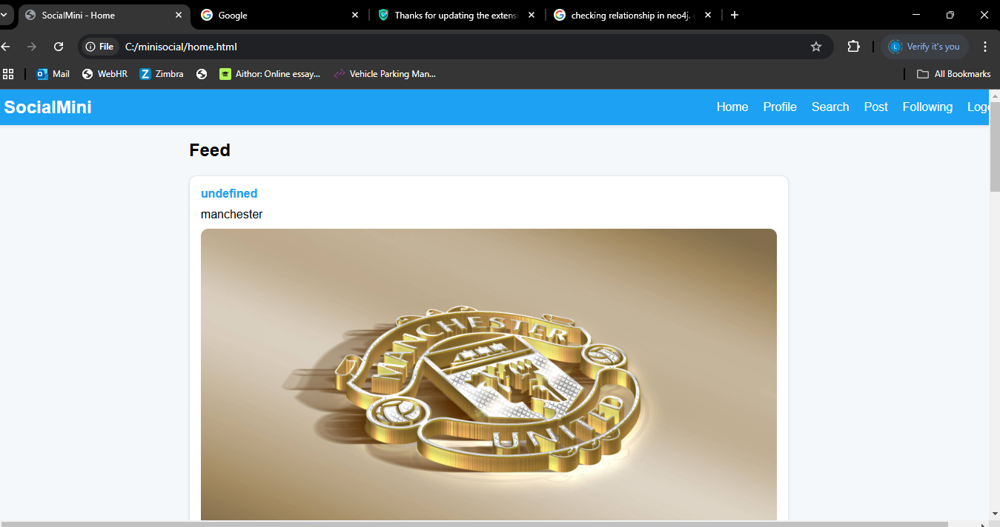 SocialMini - Home
Google
Thanks for updating the extensi
checking relationship in neo4j.
File C:/minisocial/home.html
Verify it's you
Mail WebHR Zimbra Aithor: Online essay... Vehicle Parking Man...
All Bookmarks
SocialMini
Home Profile Search Post Following Logo
Feed
undefined
manchester
MANCHESTER
UNITED